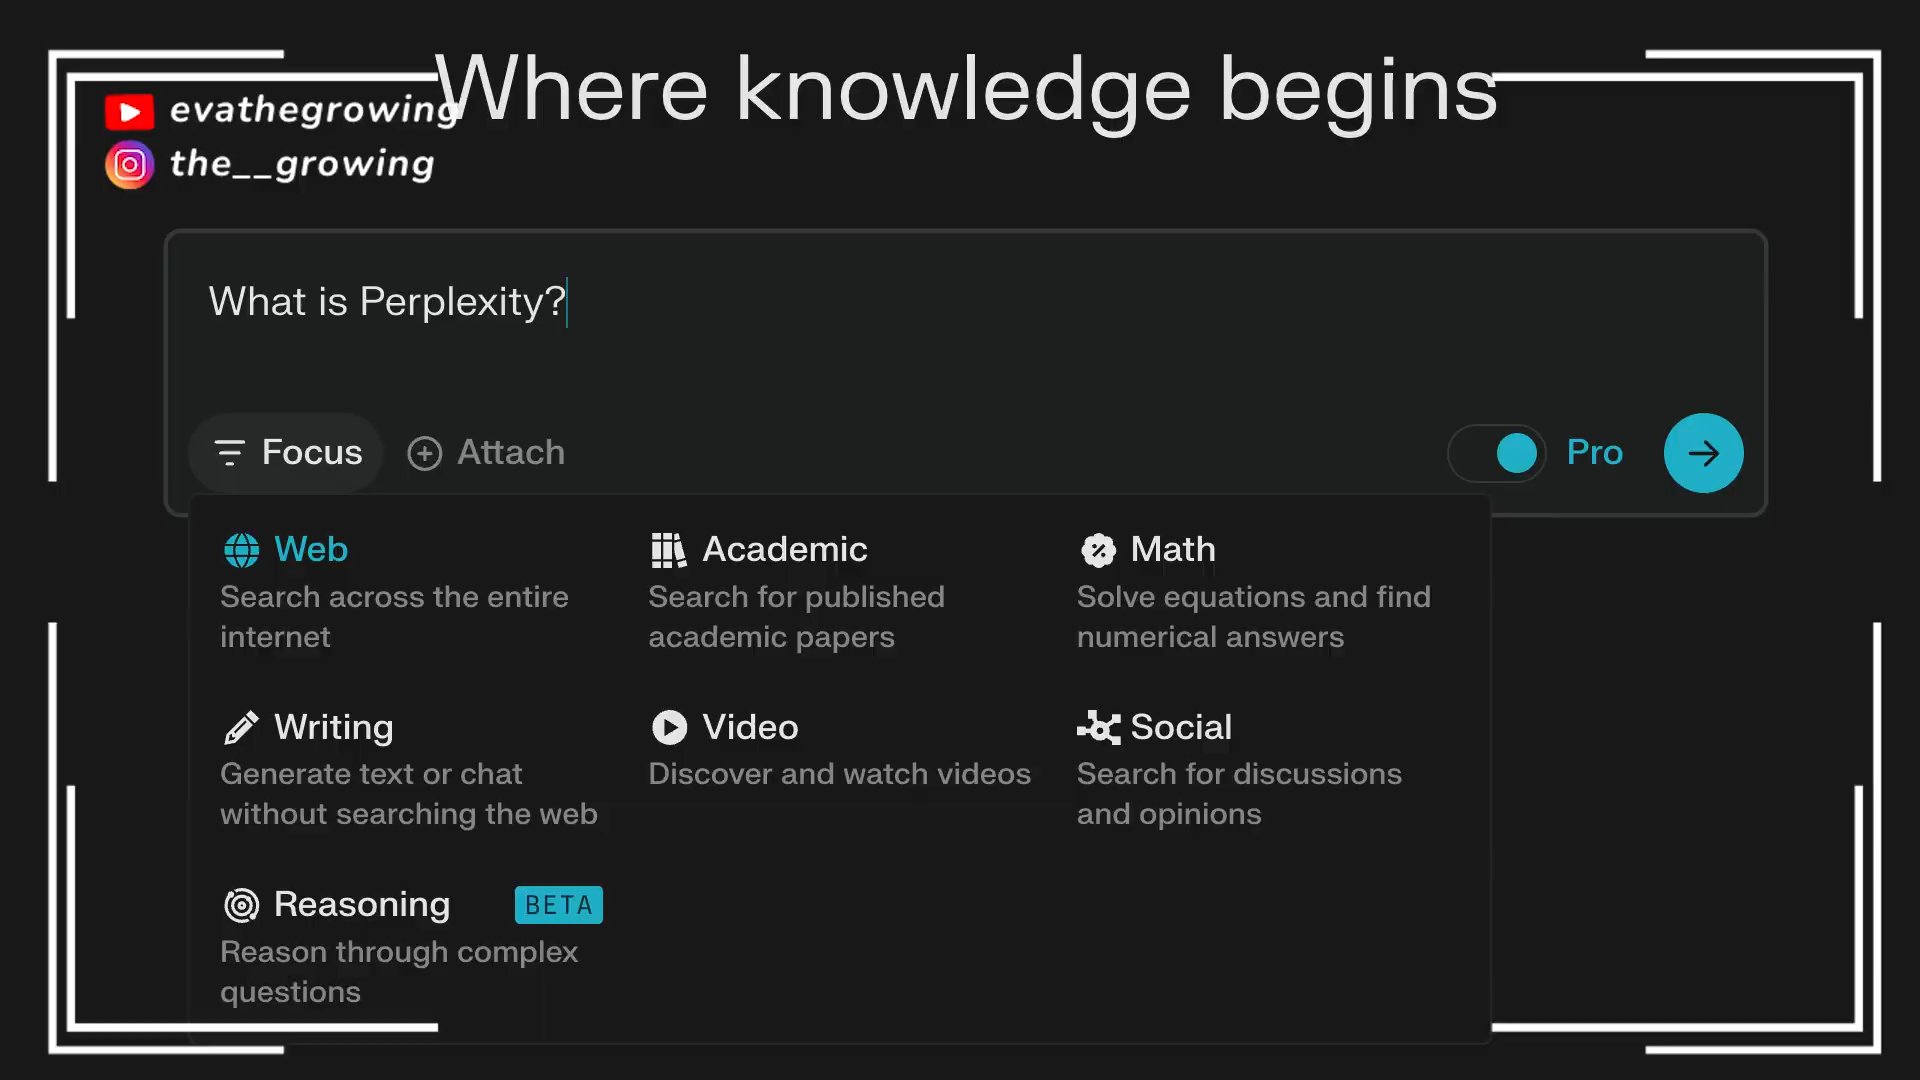 Where knowledge begins
evathegrowing
the__growing
What is Perplexity?
Focus
Attach
Pro
Web
Search across the entire
internet
Academic
Search for published
academic papers
Math
Solve equations and find
numerical answers
Writing
Generate text or chat
without searching the web
Video
Discover and watch videos
Social
Search for discussions
and opinions
Reasoning
BETA
Reason through complex
questions